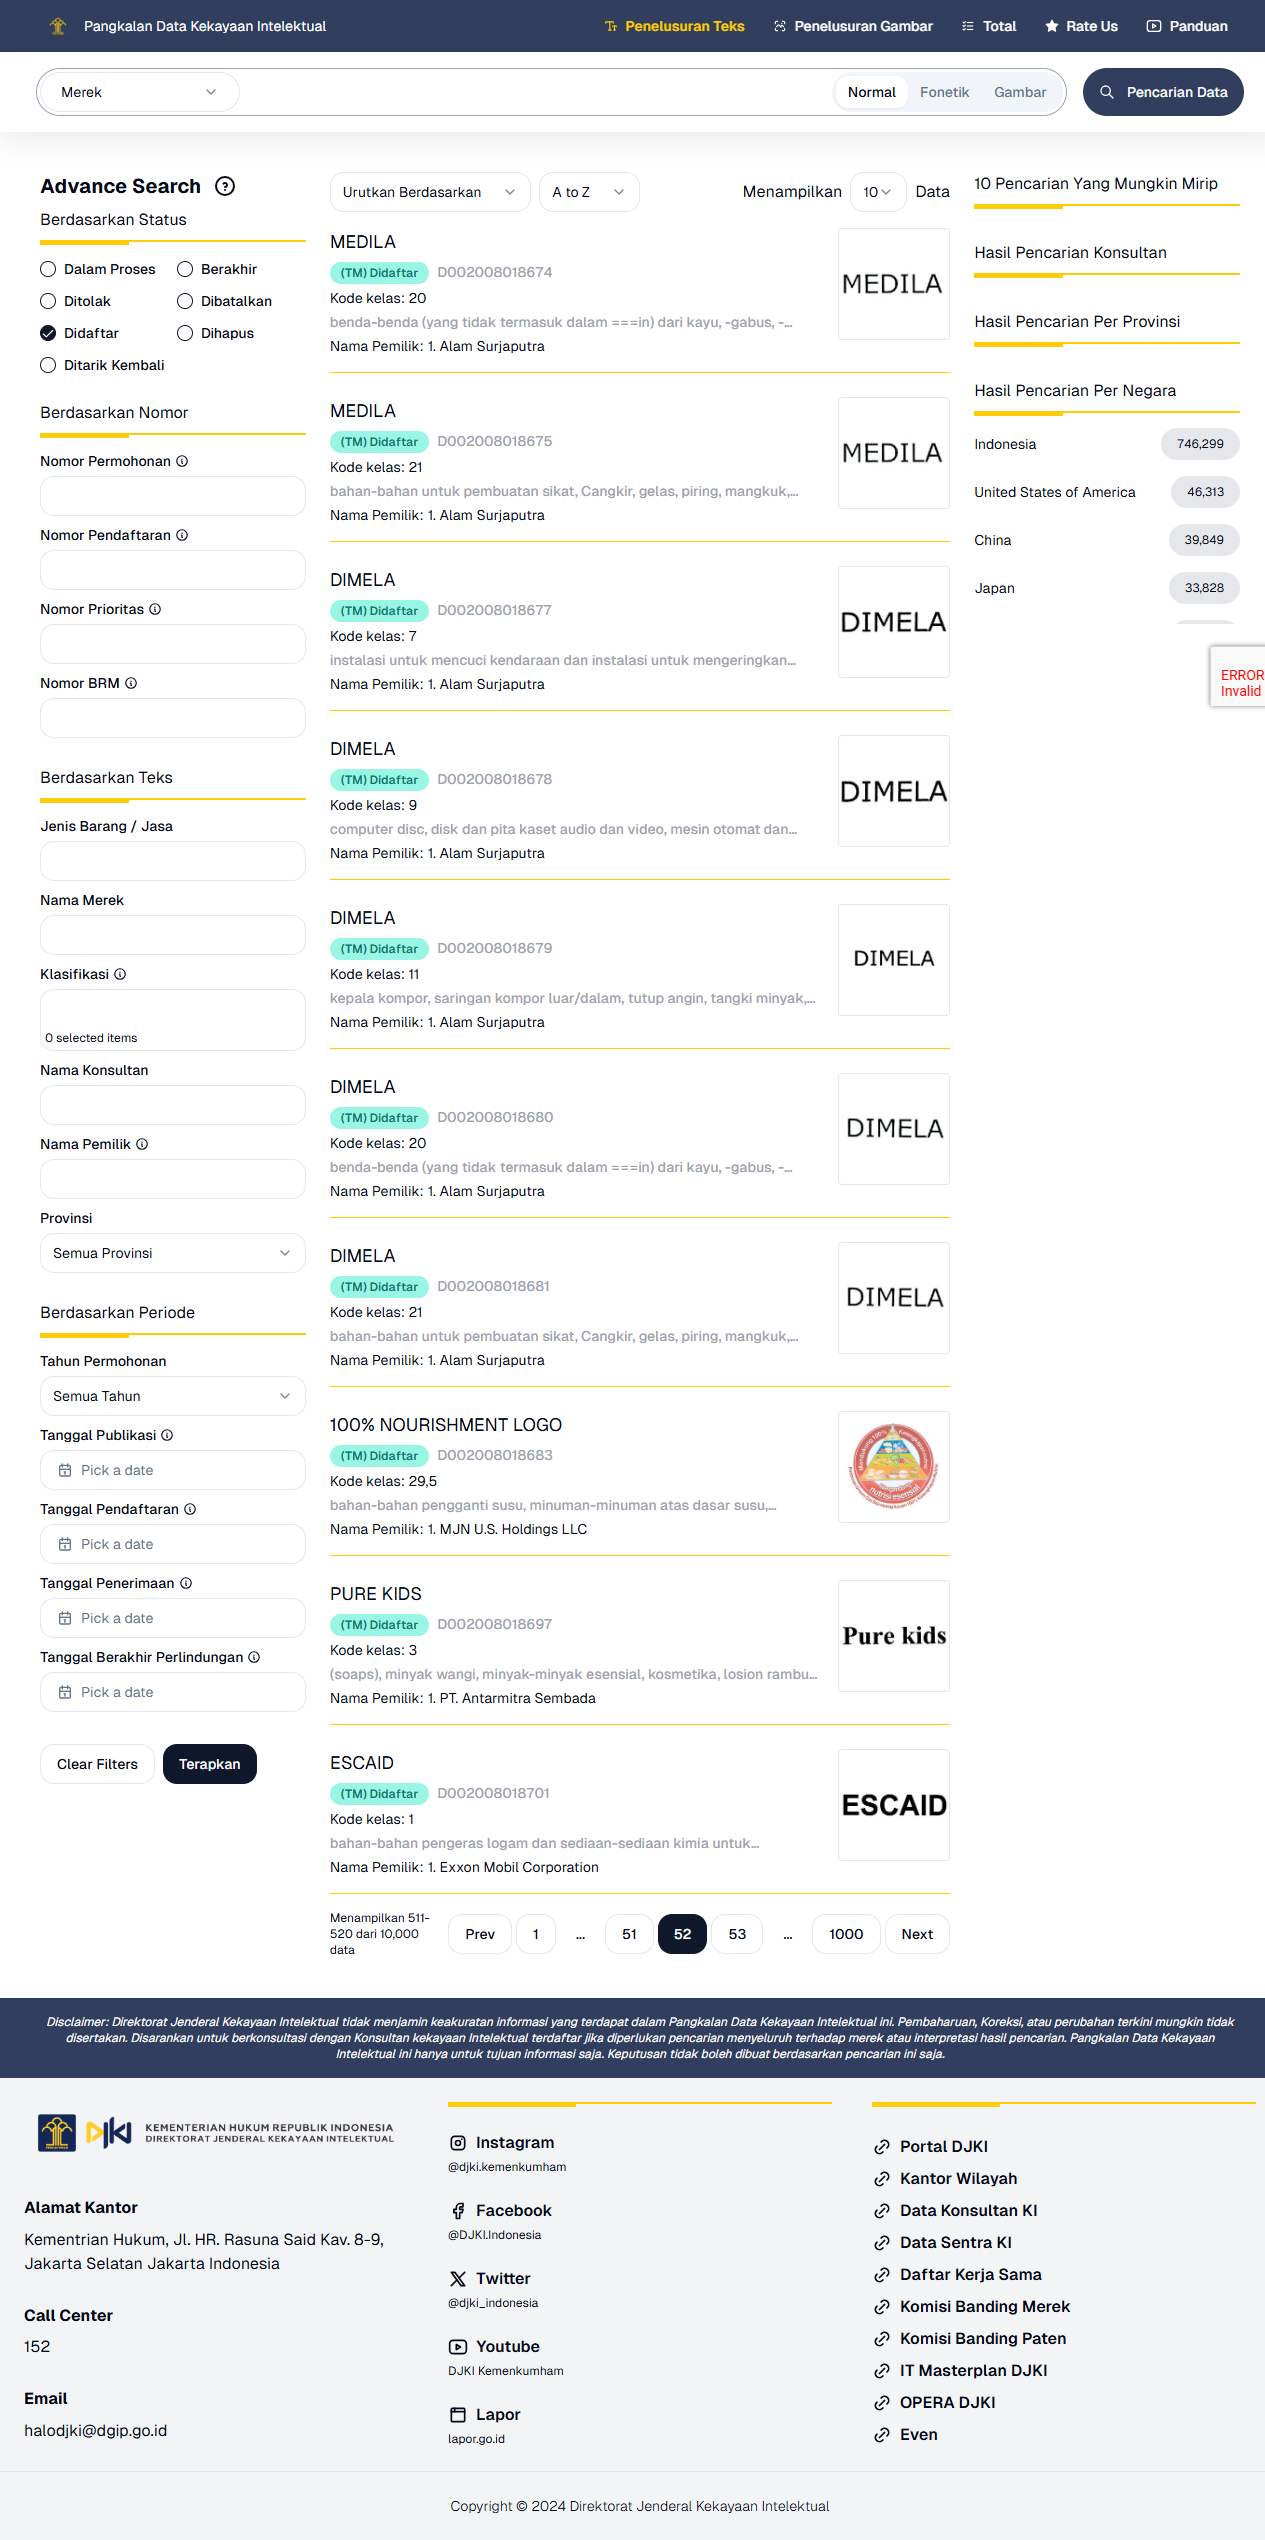 Pangkalan Data Kekayaan Intelektual
Penelusuran Teks
Penelusuran Gambar
Total
Rate Us
Panduan
Merek
Normal
Fonetik
Gambar
Pencarian Data
Advance Search
Berdasarkan Status
Dalam Proses
Berakhir
Ditolak
Dibatalkan
Didaftar
Dihapus
Ditarik Kembali
Berdasarkan Nomor
Nomor Permohonan
Nomor Pendaftaran
Nomor Prioritas
Nomor BRM
Berdasarkan Teks
Jenis Barang / Jasa
Nama Merek
Klasifikasi
0 selected items
Nama Konsultan
Nama Pemilik
Provinsi
Semua Provinsi
Berdasarkan Periode
Tahun Permohonan
Semua Tahun
Tanggal Publikasi
Pick a date
Tanggal Pendaftaran
Pick a date
Tanggal Penerimaan
Pick a date
Tanggal Berakhir Perlindungan
Pick a date
Clear Filters
Terapkan
Urutkan Berdasarkan
A to Z
Menampilkan 10 Data
MEDILA
(TM) Didaftar D002008018674
Kode kelas: 20
benda-benda (yang tidak termasuk dalam ===in) dari kayu, -gabus, -...
Nama Pemilik: 1. Alam Surjaputra
MEDILA
MEDILA
(TM) Didaftar D002008018675
Kode kelas: 21
bahan-bahan untuk pembuatan sikat, Cangkir, gelas, piring, mangkuk,...
Nama Pemilik: 1. Alam Surjaputra
MEDILA
DIMELA
(TM) Didaftar D002008018677
Kode kelas: 7
instalasi untuk mencuci kendaraan dan instalasi untuk mengeringkan...
Nama Pemilik: 1. Alam Surjaputra
DIMELA
DIMELA
(TM) Didaftar D002008018678
Kode kelas: 9
computer disc, disk dan pita kaset audio dan video, mesin otomat dan...
Nama Pemilik: 1. Alam Surjaputra
DIMELA
DIMELA
(TM) Didaftar D002008018679
Kode kelas: 11
kepala kompor, saringan kompor luar/dalam, tutup angin, tangki minyak,...
Nama Pemilik: 1. Alam Surjaputra
DIMELA
DIMELA
(TM) Didaftar D002008018680
Kode kelas: 20
benda-benda (yang tidak termasuk dalam ===in) dari kayu, -gabus, -...
Nama Pemilik: 1. Alam Surjaputra
DIMELA
DIMELA
(TM) Didaftar D002008018681
Kode kelas: 21
bahan-bahan untuk pembuatan sikat, Cangkir, gelas, piring, mangkuk,...
Nama Pemilik: 1. Alam Surjaputra
DIMELA
100% NOURISHMENT LOGO
(TM) Didaftar D002008018683
Kode kelas: 29,5
bahan-bahan pengganti susu, minuman-minuman atas dasar susu,...
Nama Pemilik: 1. MJN U.S. Holdings LLC
nutrisi esensial
PURE KIDS
(TM) Didaftar D002008018697
Kode kelas: 3
(soaps), minyak wangi, minyak-minyak esensial, kosmetika, losion rambu...
Nama Pemilik: 1. PT. Antarmitra Sembada
Pure kids
ESCAID
(TM) Didaftar D002008018701
Kode kelas: 1
bahan-bahan pengeras logam dan sediaan-sediaan kimia untuk...
Nama Pemilik: 1. Exxon Mobil Corporation
ESCAID
Menampilkan 511-
520 dari 10,000
data
Prev 1 ... 51 52 53 ... 1000 Next
10 Pencarian Yang Mungkin Mirip
Hasil Pencarian Konsultan
Hasil Pencarian Per Provinsi
Hasil Pencarian Per Negara
Indonesia 746,299
United States of America 46,313
China 39,849
Japan 33,828
ERROR
Invalid
Disclaimer: Direktorat Jenderal Kekayaan Intelektual tidak menjamin keakuratan informasi yang terdapat dalam Pangkalan Data Kekayaan Intelektual ini. Pembaharuan, Koreksi, atau perubahan terkini mungkin tidak
disertakan. Disarankan untuk berkonsultasi dengan Konsultan kekayaan Intelektual terdaftar jika diperlukan pencarian menyeluruh terhadap merek atau interpretasi hasil pencarian. Pangkalan Data Kekayaan
Intelektual ini hanya untuk tujuan informasi saja. Keputusan tidak boleh dibuat berdasarkan pencarian ini saja.
KEMENTERIAN HUKUM REPUBLIK INDONESIA
DIREKTORAT JENDERAL KEKAYAAN INTELEKTUAL
Alamat Kantor
Kementrian Hukum, Jl. HR. Rasuna Said Kav. 8-9,
Jakarta Selatan Jakarta Indonesia
Call Center
152
Email
halodjki@dgip.go.id
Instagram
@djki.kemenkumham
Facebook
@DJKI.Indonesia
Twitter
@djki_indonesia
Youtube
DJKI Kemenkumham
Lapor
lapor.go.id
Portal DJKI
Kantor Wilayah
Data Konsultan KI
Data Sentra KI
Daftar Kerja Sama
Komisi Banding Merek
Komisi Banding Paten
IT Masterplan DJKI
OPERA DJKI
Even
Copyright © 2024 Direktorat Jenderal Kekayaan Intelektual